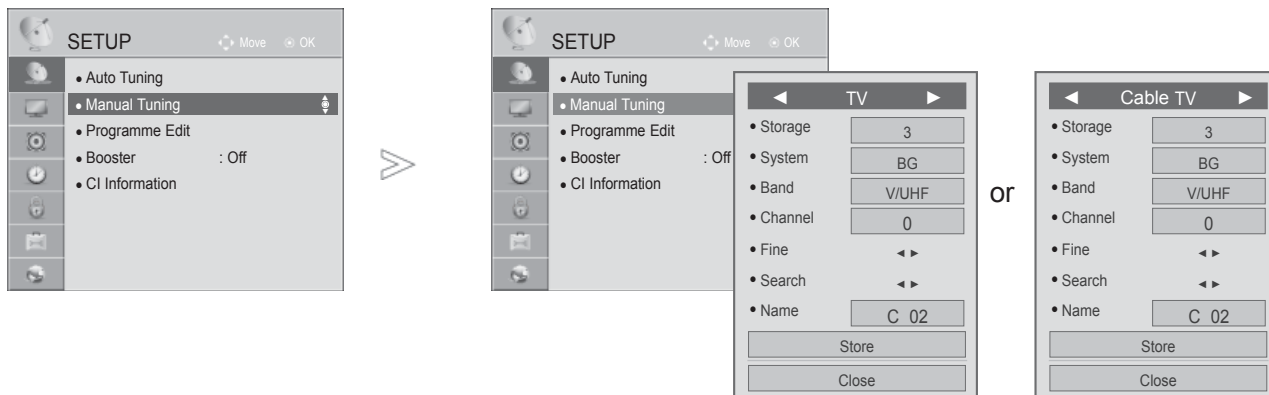 SETUP Move OK
• Auto Tuning
• Manual Tuning
• Programme Edit
• Booster : Off
• CI Information
SETUP Move OK
• Auto Tuning
• Manual Tuning
• Programme Edit
• Booster : Off
• CI Information
◄ TV ►
• Storage 3
• System BG
• Band V/UHF
• Channel 0
• Fine ◄ ►
• Search ◄ ►
• Name C 02
Store
Close
or
◄ Cable TV ►
• Storage 3
• System BG
• Band V/UHF
• Channel 0
• Fine ◄ ►
• Search ◄ ►
• Name C 02
Store
Close